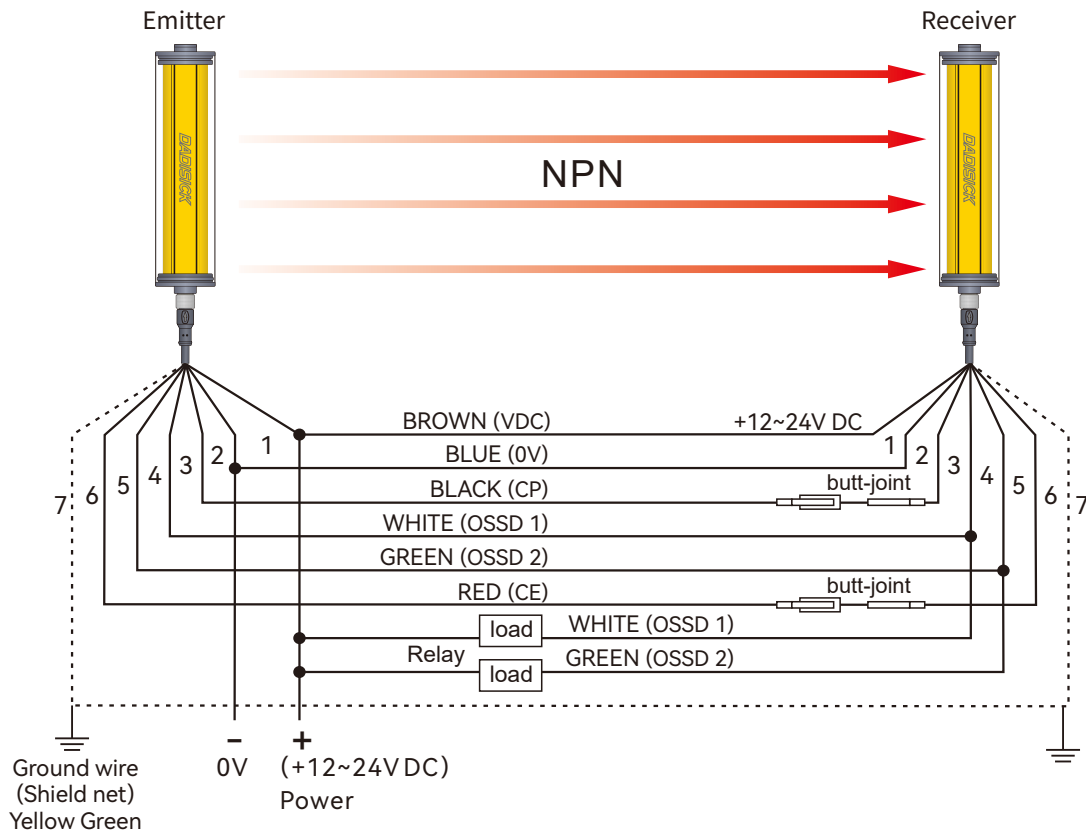 Emitter
Receiver
DADISICK
DADISICK
NPN
BROWN (VDC)
+12~24V DC
1
BLUE (0V)
1
2
2
3
BLACK (CP)
butt-joint
3
4
4
5
5
6
6
7
7
WHITE (OSSD 1)
GREEN (OSSD 2)
RED (CE)
butt-joint
load
WHITE (OSSD 1)
Relay
load
GREEN (OSSD 2)
-
+
0V
(+12~24V DC)
Power
Ground wire
(Shield net)
Yellow Green